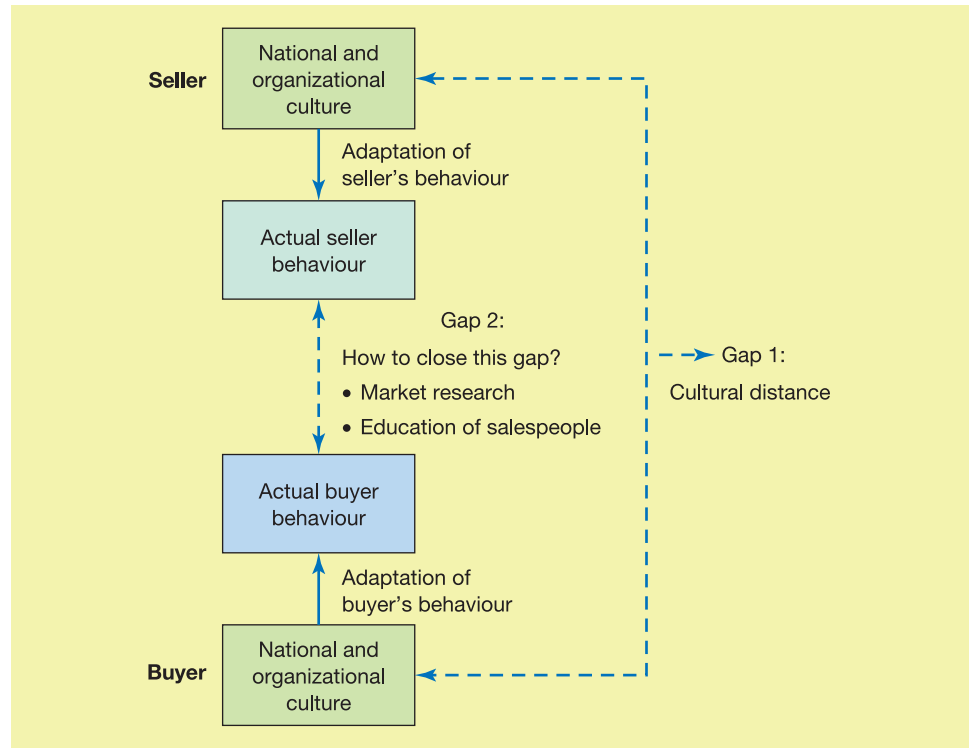 Seller
National and
organizational
culture
Adaptation of
seller's behaviour
Actual seller
behaviour
Gap 2:
How to close this gap?
• Market research
• Education of salespeople
Gap 1:
Cultural distance
Actual buyer
behaviour
Adaptation of
buyer's behaviour
Buyer
National and
organizational
culture